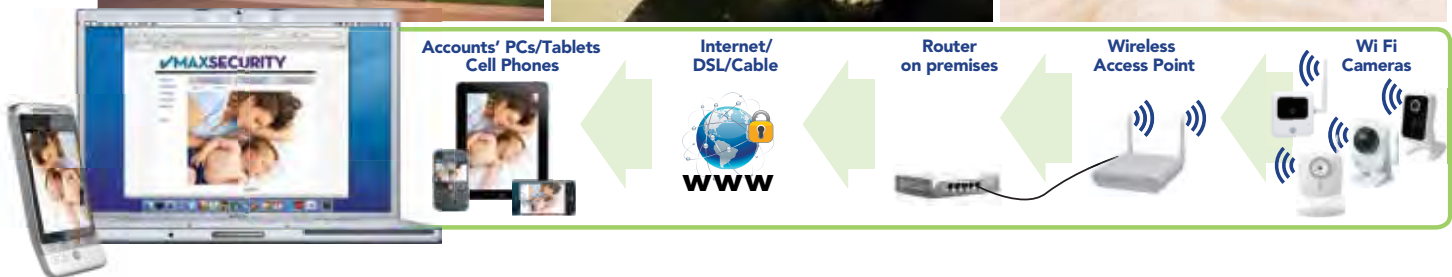 ✓MAXSECURITY
Accounts' PCs/Tablets
Cell Phones
Internet/
DSL/Cable
WWW
Router
on premises
Wireless
Access Point
Wi Fi
Cameras